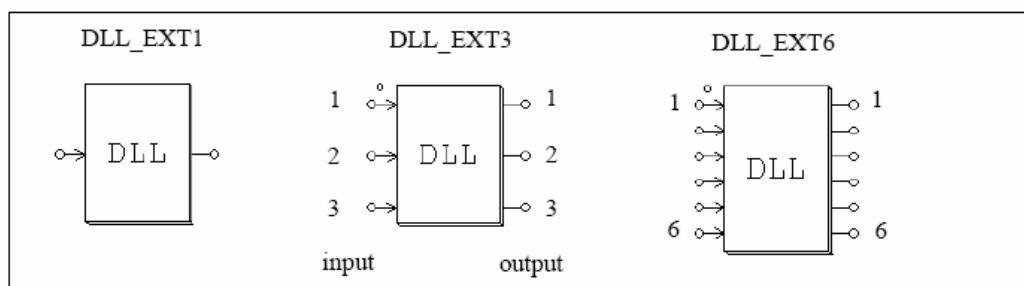 DLL_EXT1 DLL_EXT3 DLL_EXT6
1 1 1 1
DLL 2 DLL 2 DLL
3 3 6 6
input output